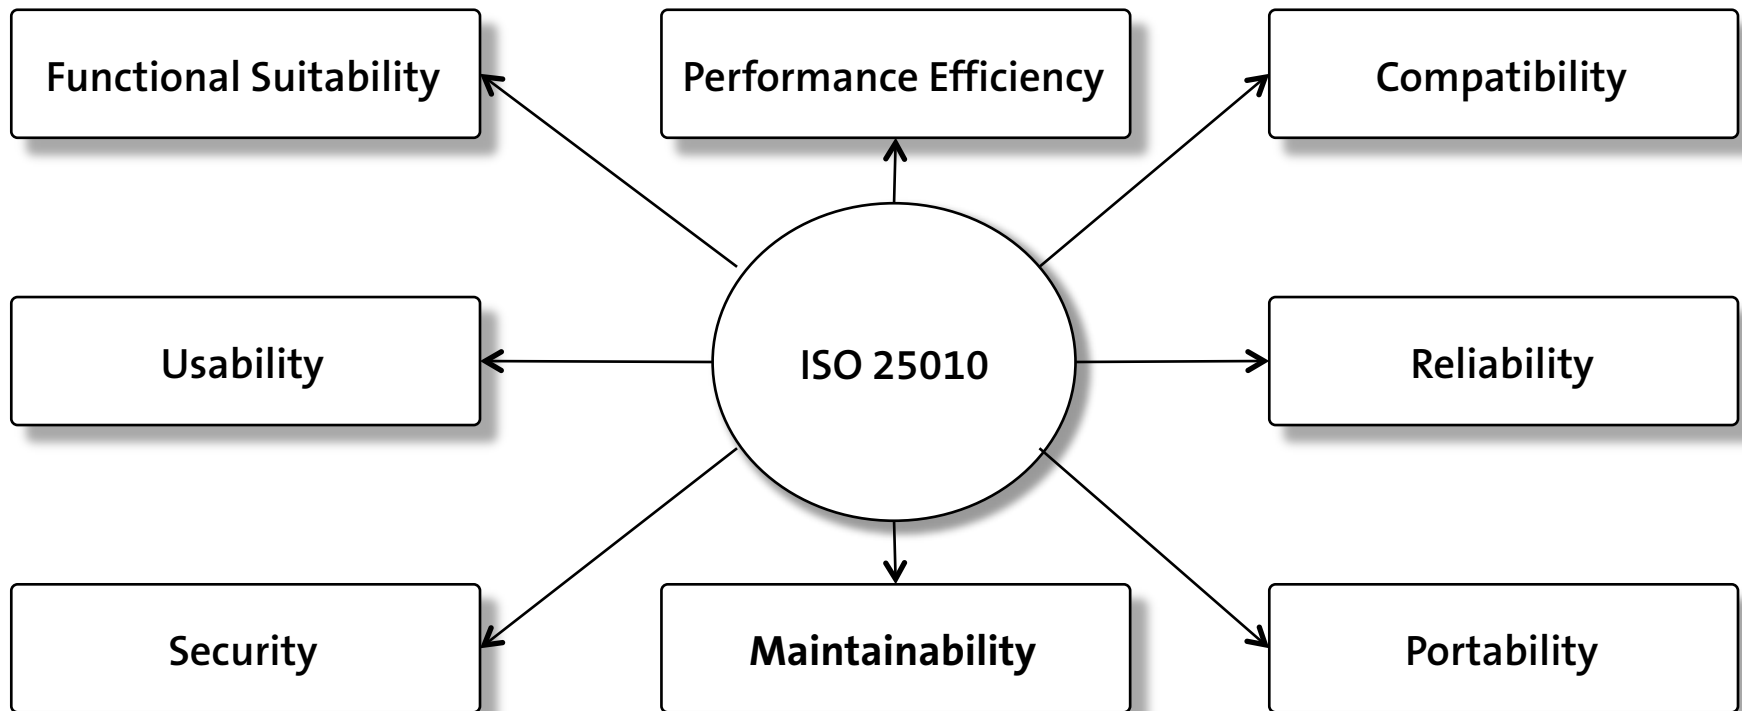 Functional Suitability
Performance Efficiency
Compatibility
Usability
ISO 25010
Reliability
Security
Maintainability
Portability